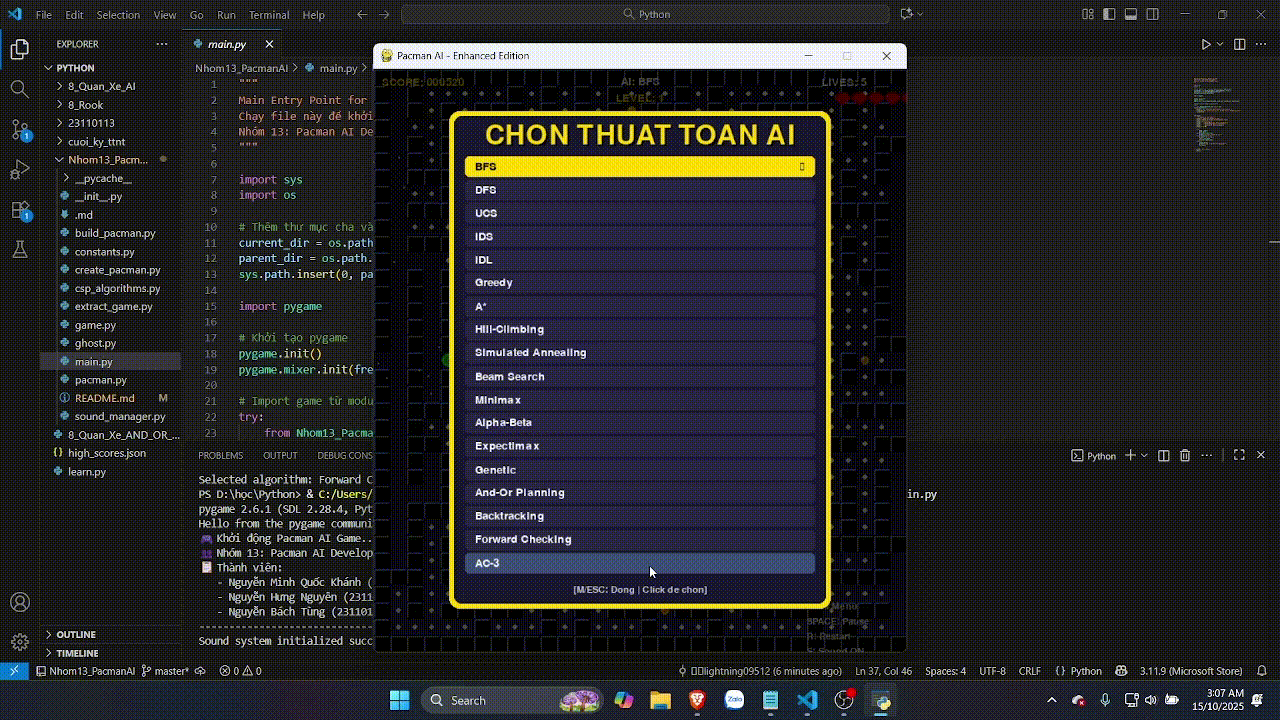 File Edit Selection View Go Run Terminal Help
Python
EXPLORER
main.py
PYTHON
8_Quan_Xe_AI
8_Rook
23110113
cuoi_ky_ttnt
Nhom13_Pacm...
__pycache__
__init__.py
.md
build_pacman.py
constants.py
create_pacman.py
csp_algorithms.py
extract_game.py
game.py
ghost.py
main.py
pacman.py
README.md M
sound_manager.py
8_Quan_Xe_AND_OR_...
high_scores.json
learn.py
OUTLINE
TIMELINE
Nhom13_PacmanAI > main.py >
1 """
2 Main Entry Point for
3 Chạy file này để khởi
4 Nhóm 13: Pacman AI De
5 """
6
7 import sys
8 import os
9
10 # Thêm thư mục cha và
11 current_dir = os.path
12 parent_dir = os.path.
13 sys.path.insert(0, pa
14
15 import pygame
16
17 # Khởi tạo pygame
18 pygame.init()
19 pygame.mixer.init(fre
20
21 # Import game từ modu
22 try:
23 from Nhom13_Pacma
PROBLEMS OUTPUT DEBUG CONS
Python
Selected algorithm: Forward C
PS D:\học\Python> & C:/Users/
in.py
pygame 2.6.1 (SDL 2.28.4, Pyt
Hello from the pygame communi
Khởi động Pacman AI Game..
Nhóm 13: Pacman AI Develop
Thành viên:
- Nguyễn Minh Quốc Khánh (
- Nguyễn Hưng Nguyên (2311
- Nguyễn Bách Tùng (231101
Sound system initialized succ
Pacman AI - Enhanced Edition
SCORE: 000520
AI: BFS
LIVES: 5
LEVEL: 1
CHON THUAT TOAN AI
BFS
DFS
UCS
IDS
IDL
Greedy
A*
Hill-Climbing
Simulated Annealing
Beam Search
Minimax
Alpha-Beta
Expectimax
Genetic
And-Or Planning
Backtracking
Forward Checking
AC-3
[M/ESC: Dong | Click de chon]
Menu
SPACE: Pause
R: Restart
S: Sound ON
Nhom13_PacmanAI master* 0 0
lightning09512 (6 minutes ago) Ln 37, Col 46 Spaces: 4 UTF-8 CRLF {} Python 3.11.9 (Microsoft Store)
Search
Zalo
3:07 AM
15/10/2025